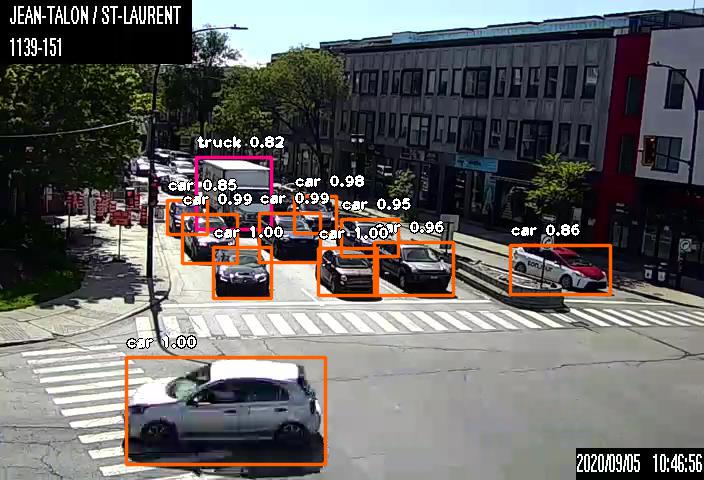 JEAN-TALON / ST-LAURENT
1139-151
truck 0.82
car 0.85
car 0.98
car 0.99
car 0.99
car 0.95
car 1.00
car 1.00
car 0.96
car 0.86
car 1.00
2020/09/05 10:46:56